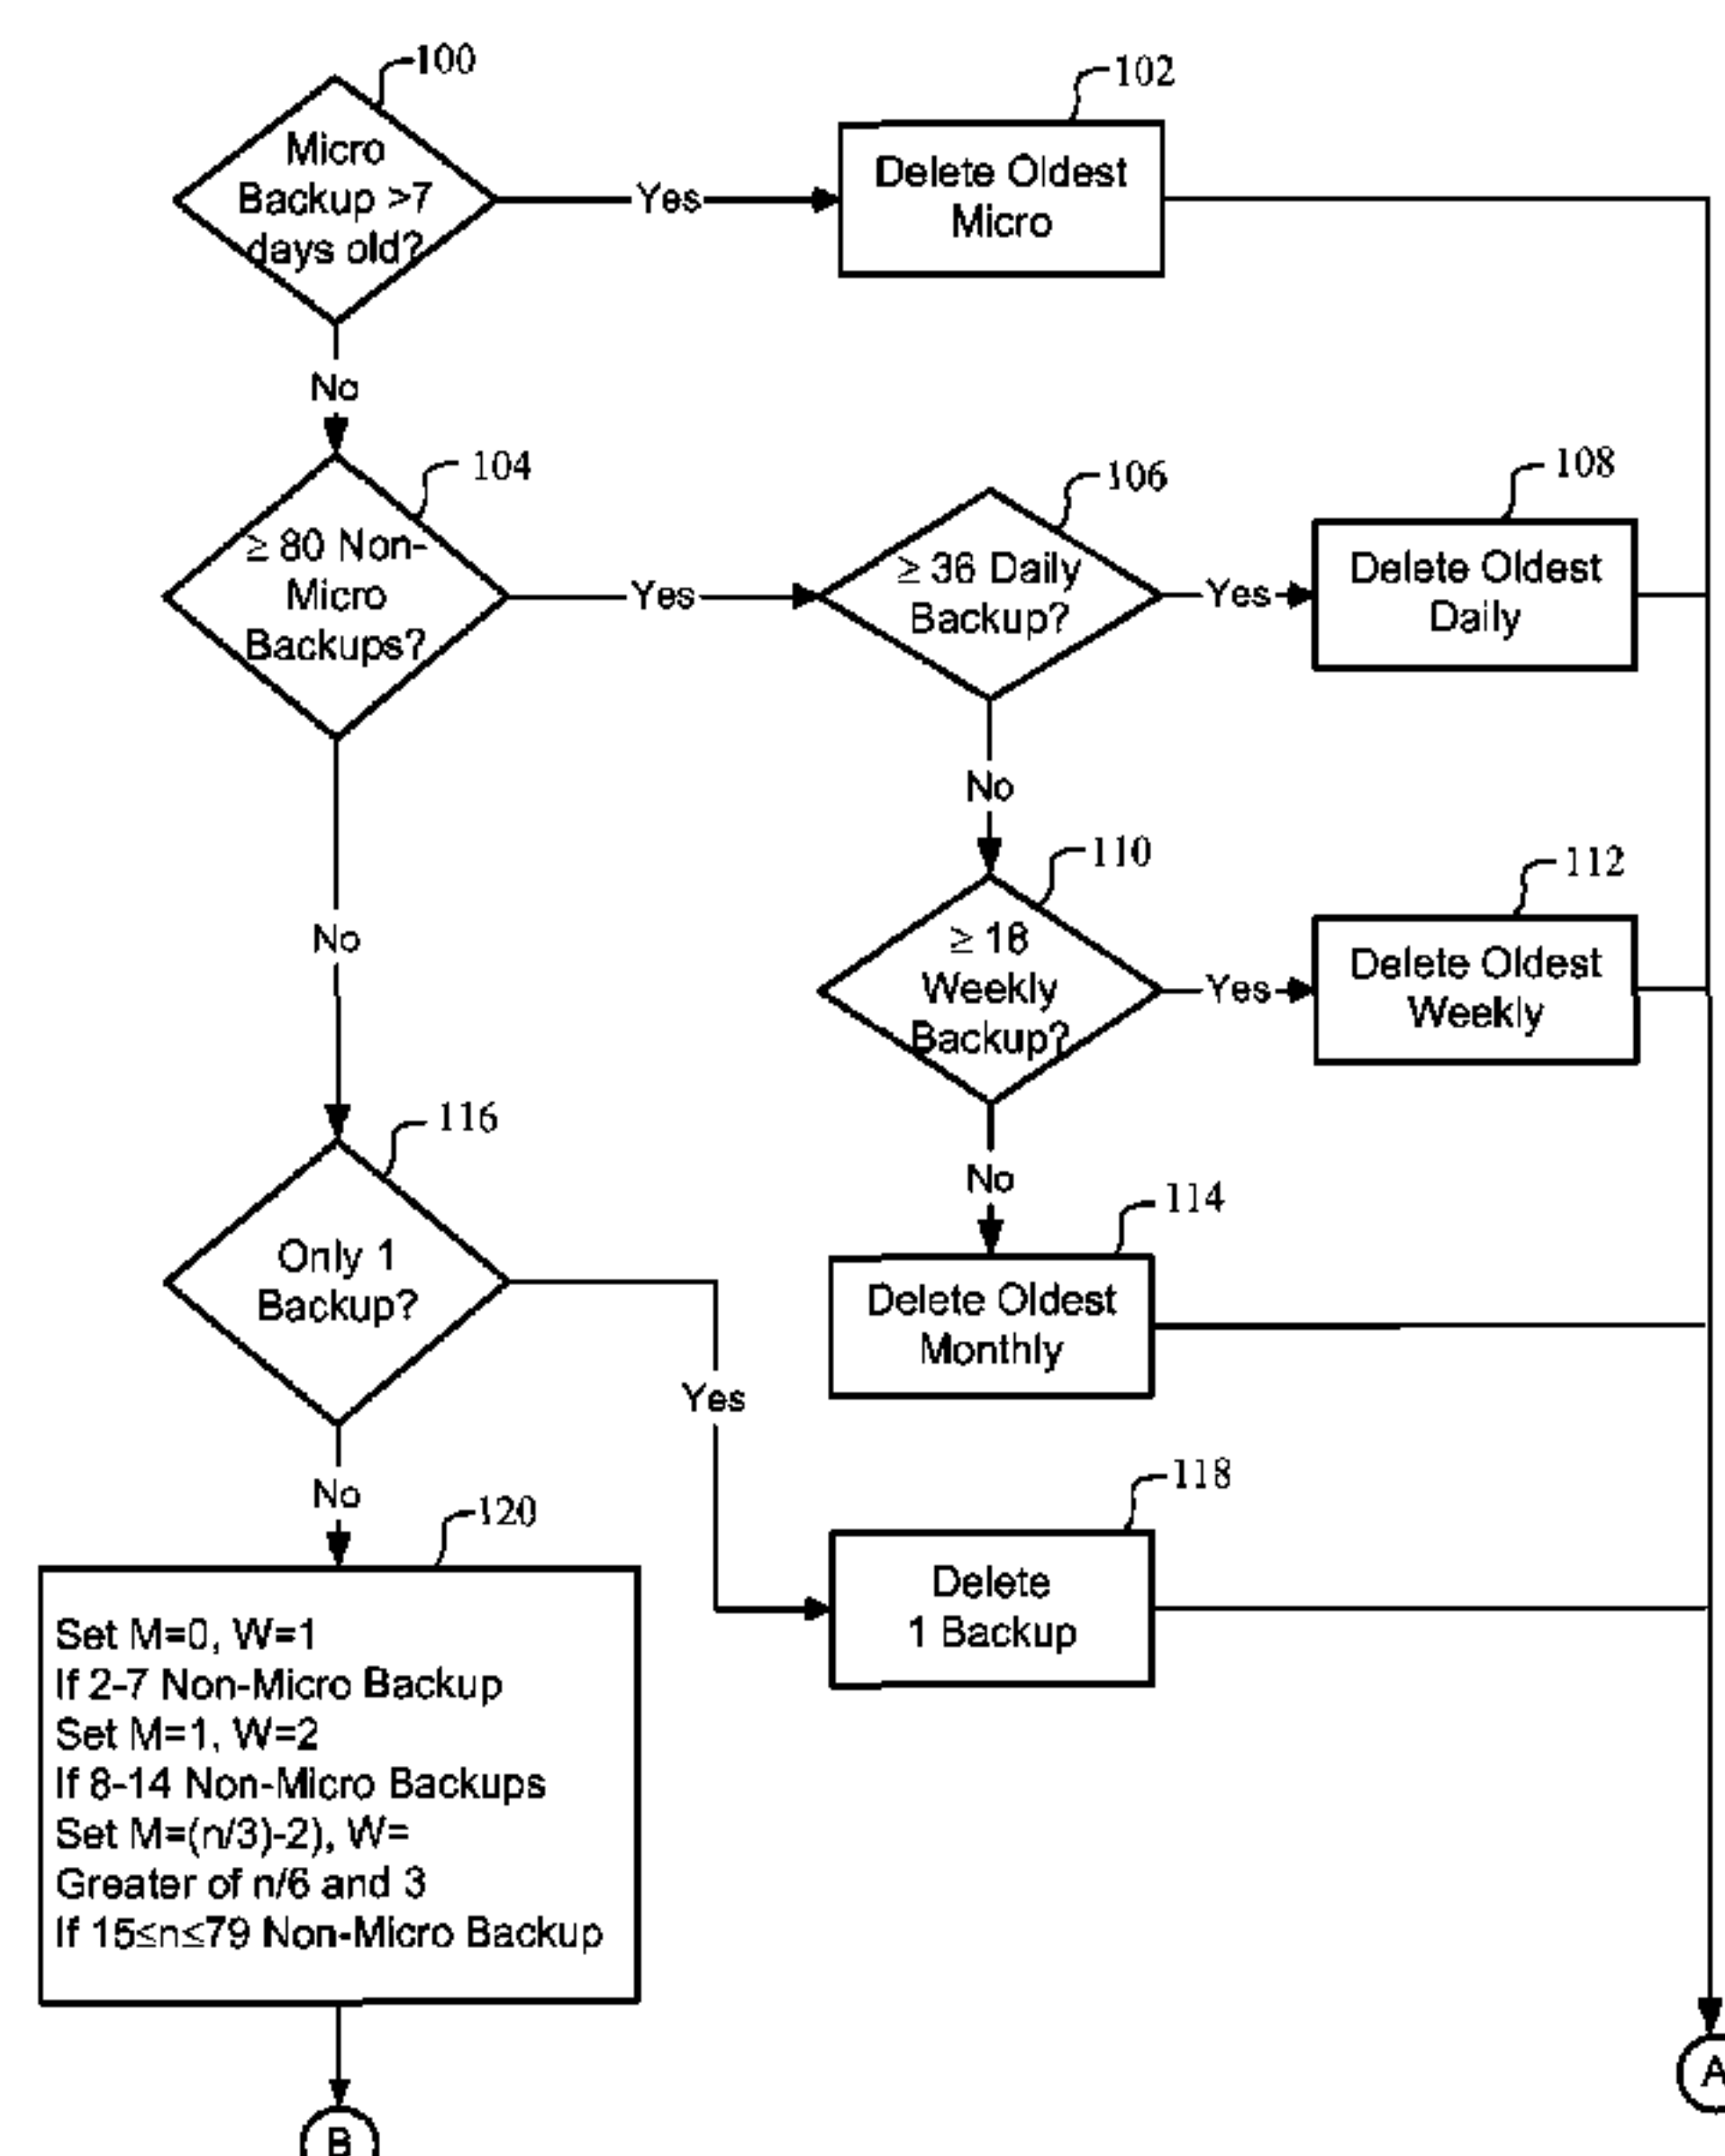 100
Micro
Backup >7
days old?
Yes
102
Delete Oldest
Micro
No
104
≥ 80 Non-
Micro
Backups?
Yes
106
≥ 36 Daily
Backup?
Yes
108
Delete Oldest
Daily
No
No
110
≥ 18
Weekly
Backup?
Yes
112
Delete Oldest
Weekly
No
114
Delete Oldest
Monthly
116
Only 1
Backup?
Yes
118
Delete
1 Backup
No
120
Set M=0, W=1
If 2-7 Non-Micro Backup
Set M=1, W=2
If 8-14 Non-Micro Backups
Set M=(n/3)-2), W=
Greater of n/6 and 3
If 15≤n≤79 Non-Micro Backup
A
B